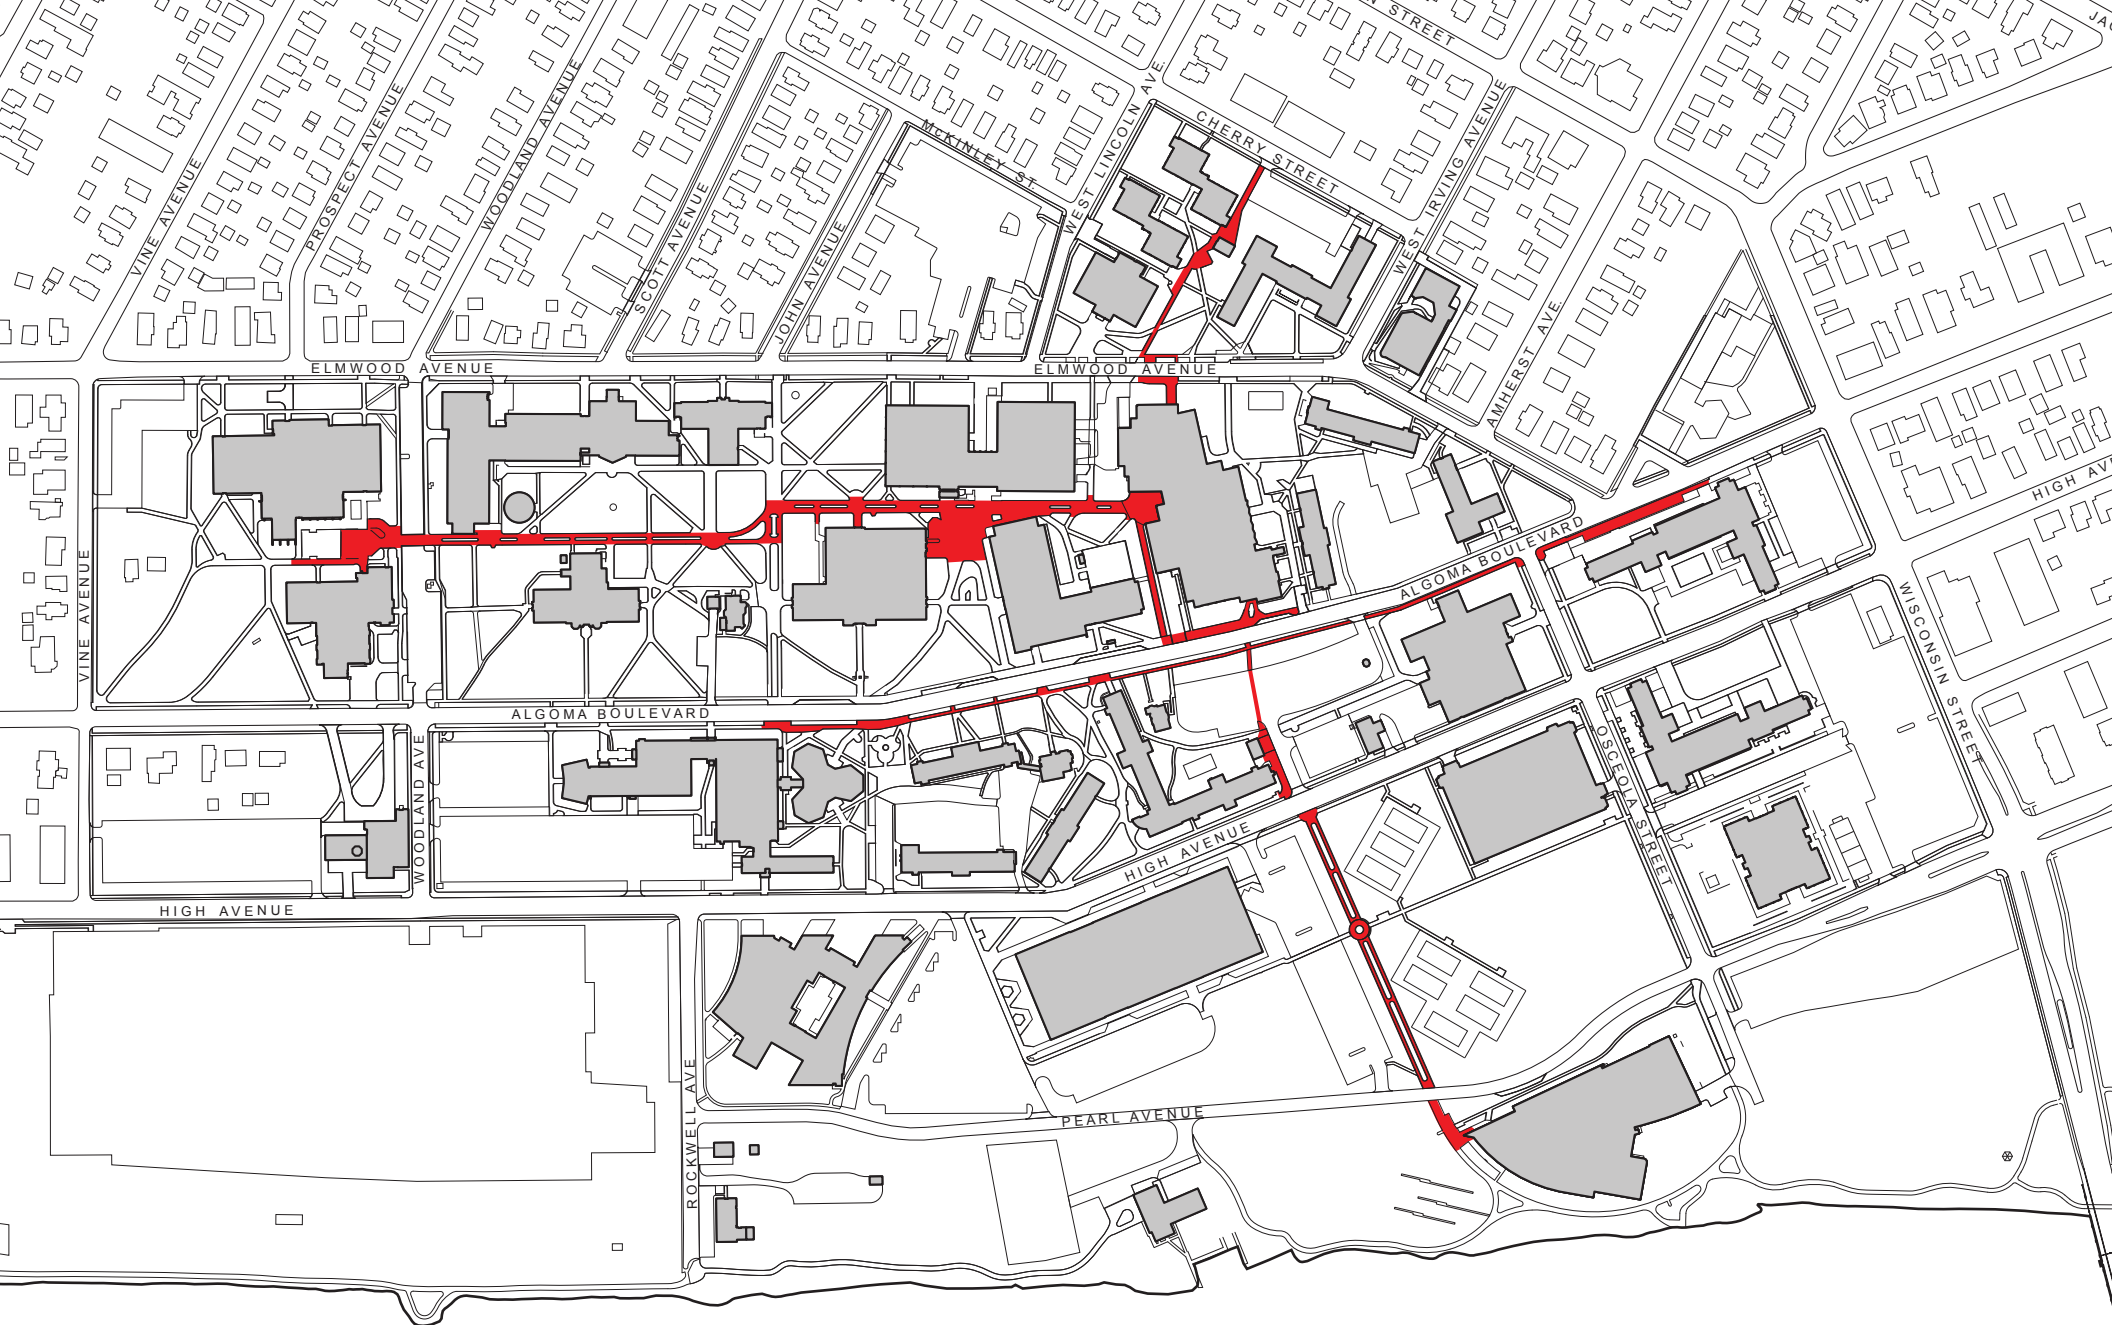 N STREET
JA
CHERRY STREET
McKINLEY ST.
WEST LINCOLN AVE.
WEST IRVING AVENUE
VINE AVENUE
PROSPECT AVENUE
WOODLAND AVENUE
SCOTT AVENUE
JOHN AVENUE
AMHERST AVE.
ELMWOOD AVENUE
ELMWOOD AVENUE
HIGH AV
ALGOMA BOULEVARD
VINE AVENUE
WISCONSIN STREET
ALGOMA BOULEVARD
WOODLAND AVE
OSCEOLA STREET
HIGH AVENUE
HIGH AVENUE
ROCKWELL AVE
PEARL AVENUE